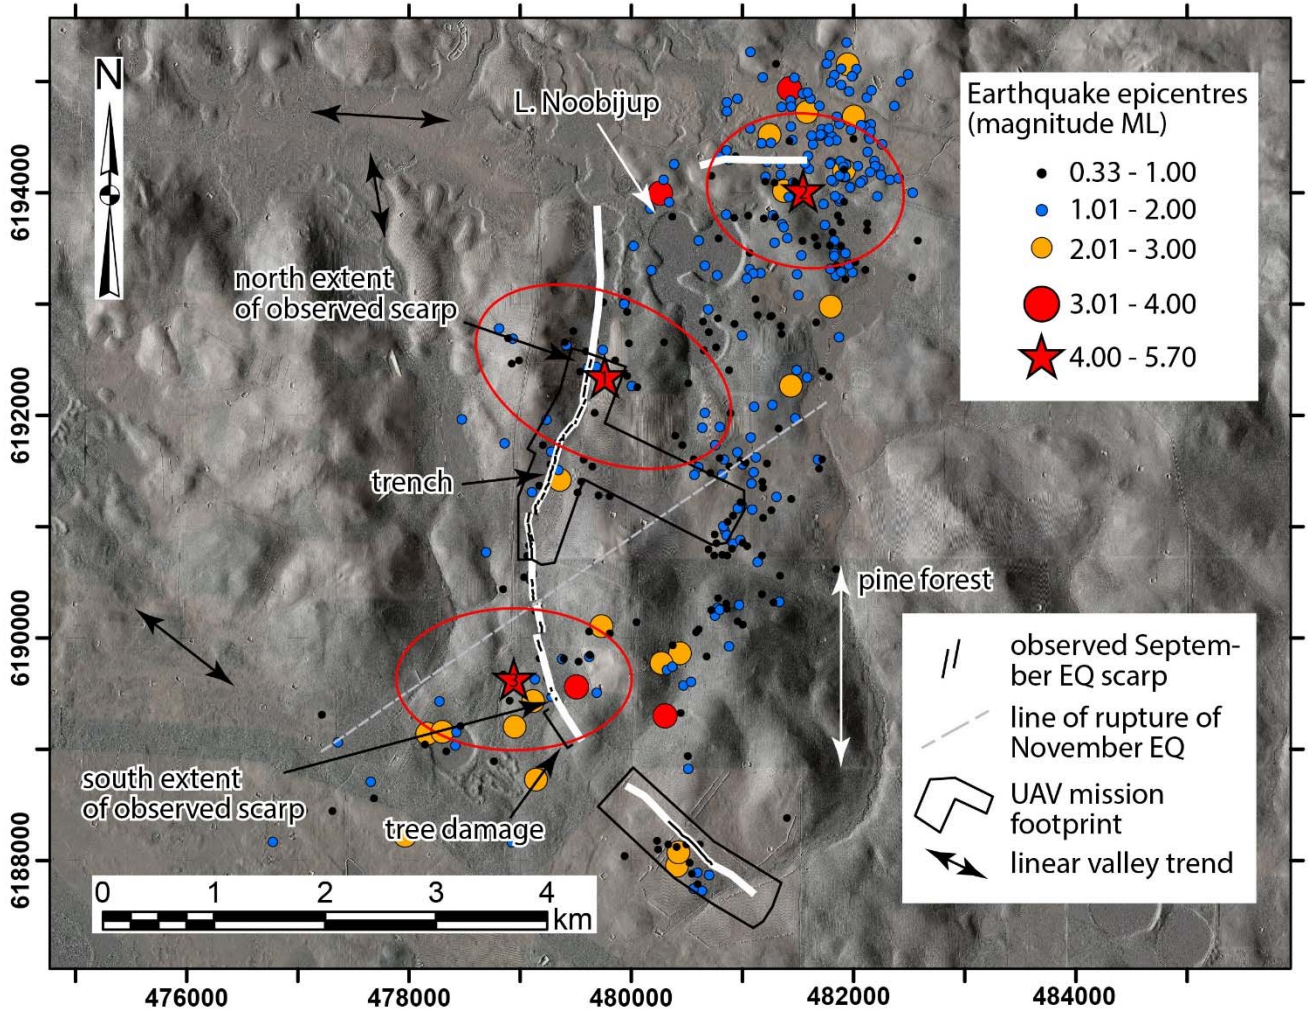 N
L. Noobijup
north extent
of observed scarp
trench
pine forest
south extent
of observed scarp
tree damage
1
2
3
Earthquake epicentres
(magnitude ML)
0.33 - 1.00
1.01 - 2.00
2.01 - 3.00
3.01 - 4.00
4.00 - 5.70
observed Septem-
ber EQ scarp
line of rupture of
November EQ
UAV mission
footprint
linear valley trend
0 1 2 3 4
km
6194000
6192000
6190000
6188000
476000 478000 480000 482000 484000